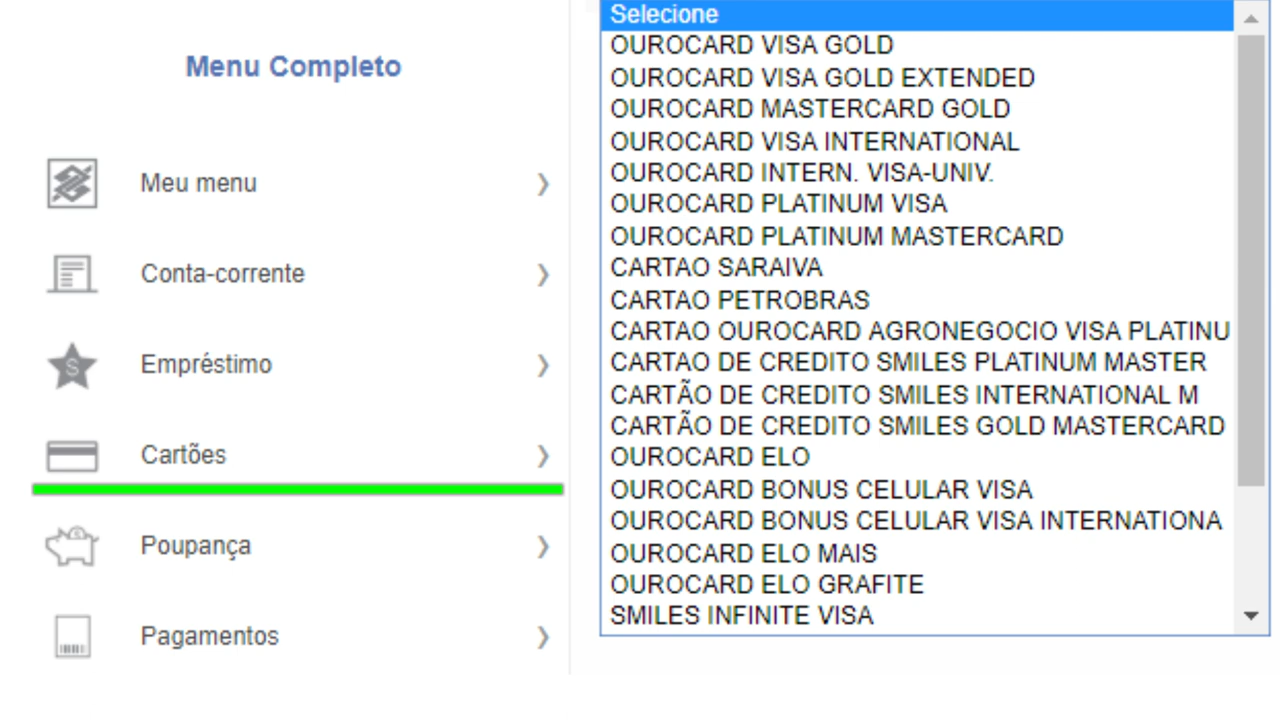 Menu Completo
Meu menu
Conta-corrente
Empréstimo
Cartões
Poupança
Pagamentos
Selecione
OUROCARD VISA GOLD
OUROCARD VISA GOLD EXTENDED
OUROCARD MASTERCARD GOLD
OUROCARD VISA INTERNATIONAL
OUROCARD INTERN. VISA-UNIV.
OUROCARD PLATINUM VISA
OUROCARD PLATINUM MASTERCARD
CARTAO SARAIVA
CARTAO PETROBRAS
CARTAO OUROCARD AGRONEGOCIO VISA PLATINU
CARTAO DE CREDITO SMILES PLATINUM MASTER
CARTÃO DE CREDITO SMILES INTERNATIONAL M
CARTÃO DE CREDITO SMILES GOLD MASTERCARD
OUROCARD ELO
OUROCARD BONUS CELULAR VISA
OUROCARD BONUS CELULAR VISA INTERNATIONA
OUROCARD ELO MAIS
OUROCARD ELO GRAFITE
SMILES INFINITE VISA